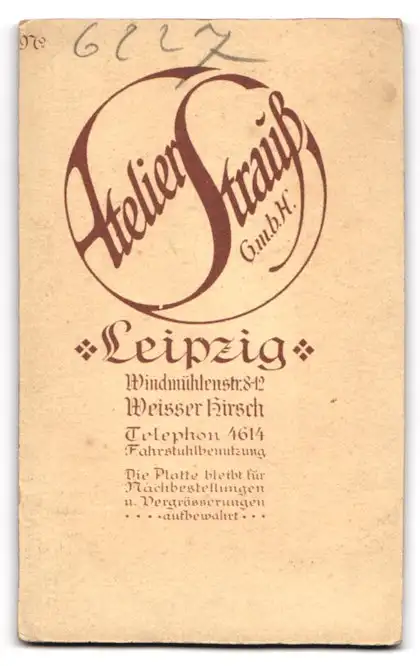 No 6227
Atelier Strauß
G.m.b.H.
Leipzig
Windmühlenstr. 8-12
Weisser Hirsch
Telephon 4614
Fahrstuhlbenutzung
Die Platte bleibt für
Nachbestellungen
u. Vergrösserungen
····aufbewahrt···